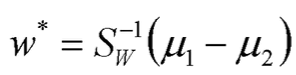 w* = S_W^{-1}(μ₁ − μ₂)